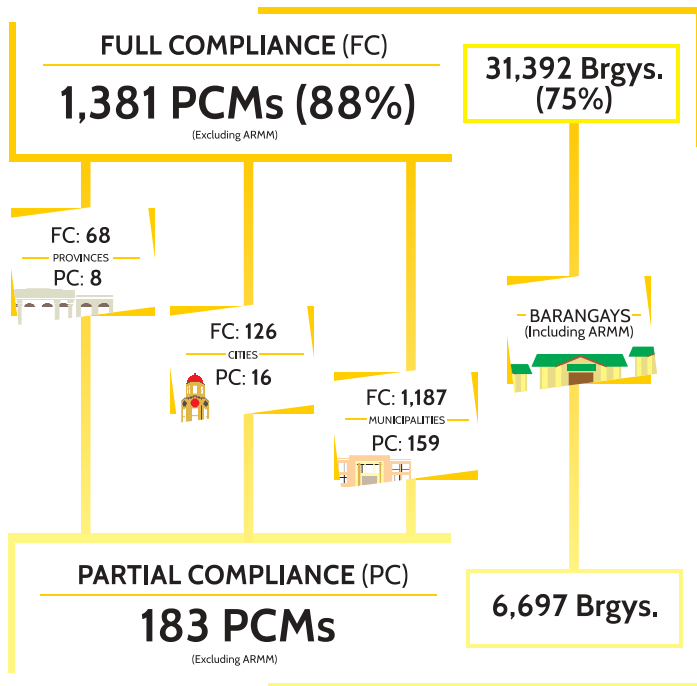 FULL COMPLIANCE (FC)
1,381 PCMs (88%)
(Excluding ARMM)
31,392 Brgys.
(75%)
FC: 68
PROVINCES
PC: 8
FC: 126
CITIES
PC: 16
FC: 1,187
MUNICIPALITIES
PC: 159
BARANGAYS
(Including ARMM)
PARTIAL COMPLIANCE (PC)
183 PCMs
(Excluding ARMM)
6,697 Brgys.